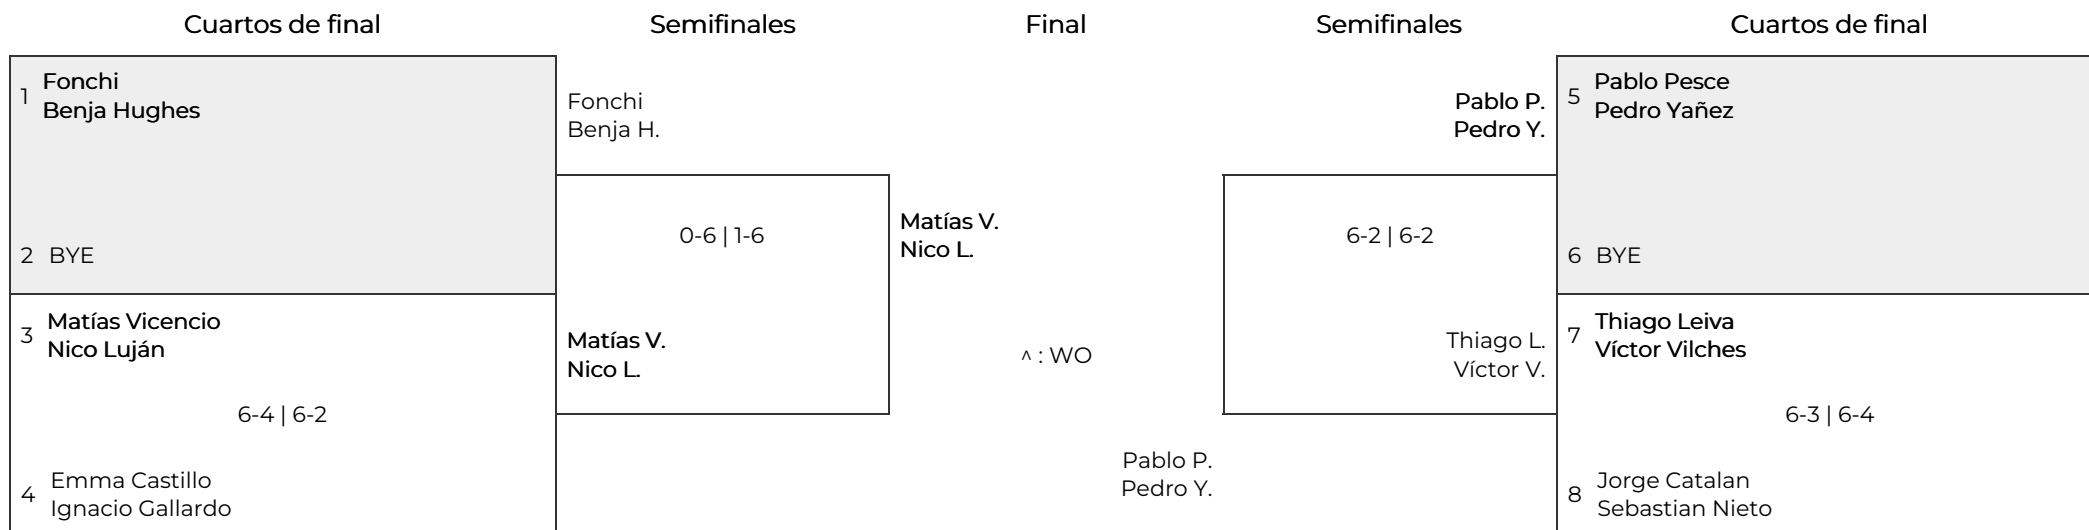 Cuartos de final
Semifinales
Final
Semifinales
Cuartos de final
1
Fonchi
Benja Hughes
2 BYE
3
Matías Vicencio
Nico Luján
6-4 | 6-2
4
Emma Castillo
Ignacio Gallardo
Fonchi
Benja H.
0-6 | 1-6
Matías V.
Nico L.
Matías V.
Nico L.
^ : WO
Pablo P.
Pedro Y.
Pablo P.
Pedro Y.
6-2 | 6-2
Thiago L.
Víctor V.
5
Pablo Pesce
Pedro Yañez
6 BYE
7
Thiago Leiva
Víctor Vilches
6-3 | 6-4
8
Jorge Catalan
Sebastian Nieto